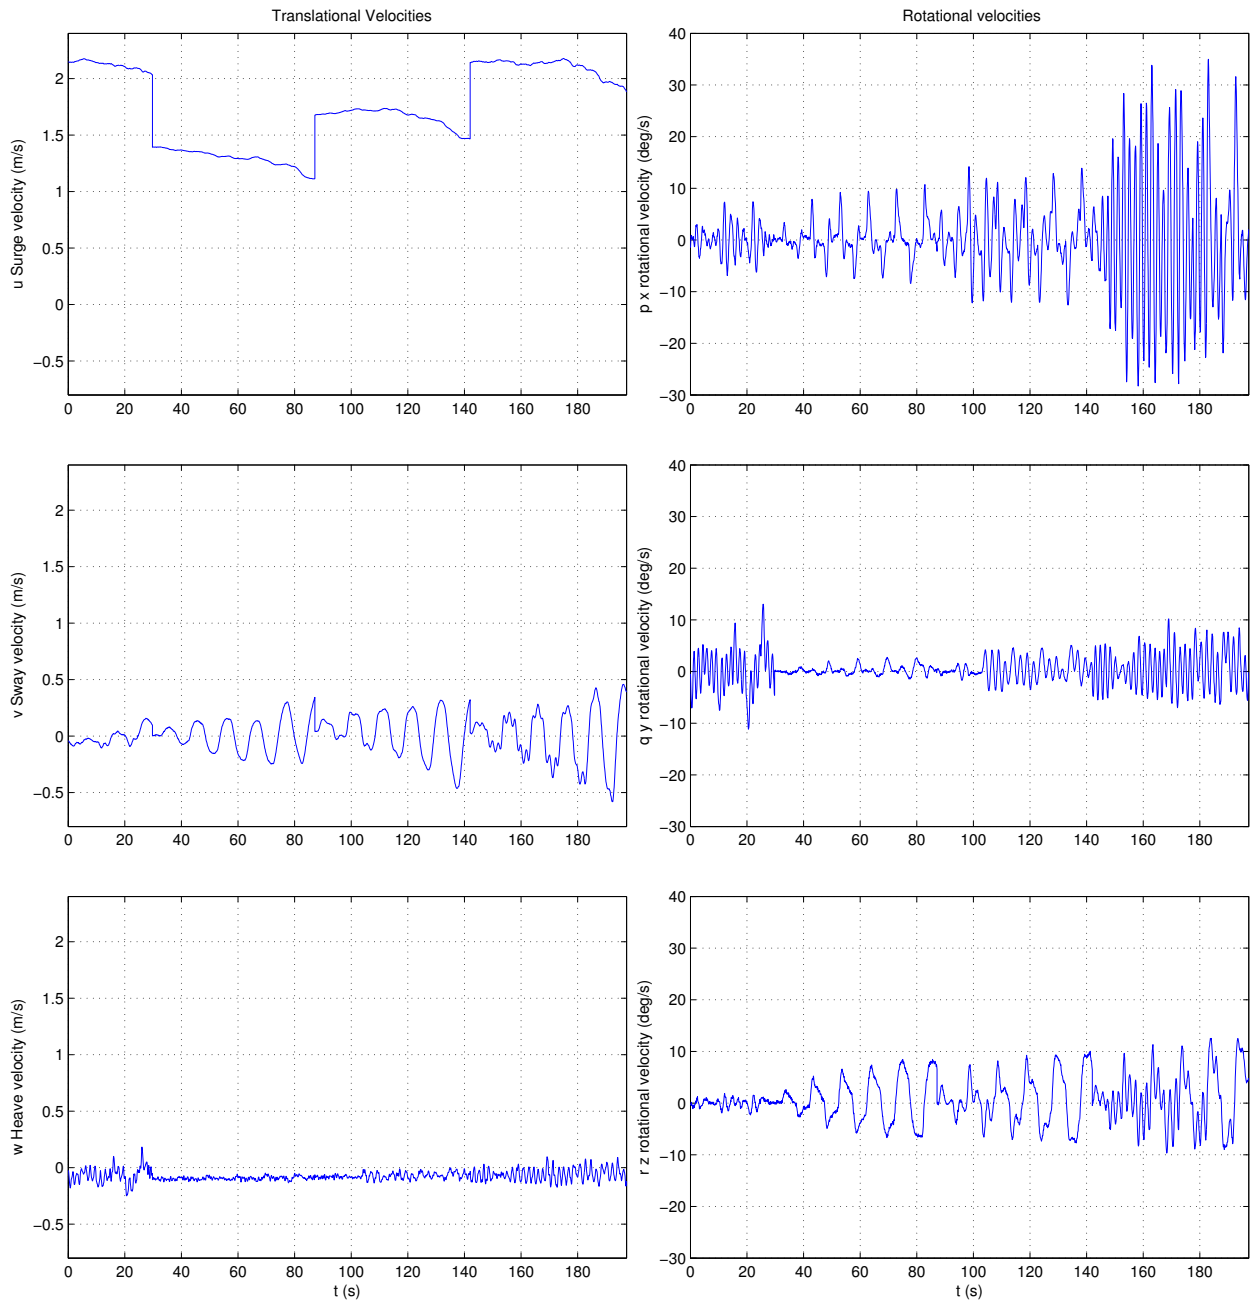 Translational Velocities
Rotational velocities
u Surge velocity (m/s)
2
1.5
1
0.5
0
−0.5
0 20 40 60 80 100 120 140 160 180
p x rotational velocity (deg/s)
40
30
20
10
0
−10
−20
−30
0 20 40 60 80 100 120 140 160 180
v Sway velocity (m/s)
2
1.5
1
0.5
0
−0.5
0 20 40 60 80 100 120 140 160 180
q y rotational velocity (deg/s)
40
30
20
10
0
−10
−20
−30
0 20 40 60 80 100 120 140 160 180
w Heave velocity (m/s)
2
1.5
1
0.5
0
−0.5
0 20 40 60 80 100 120 140 160 180
t (s)
r z rotational velocity (deg/s)
40
30
20
10
0
−10
−20
−30
0 20 40 60 80 100 120 140 160 180
t (s)